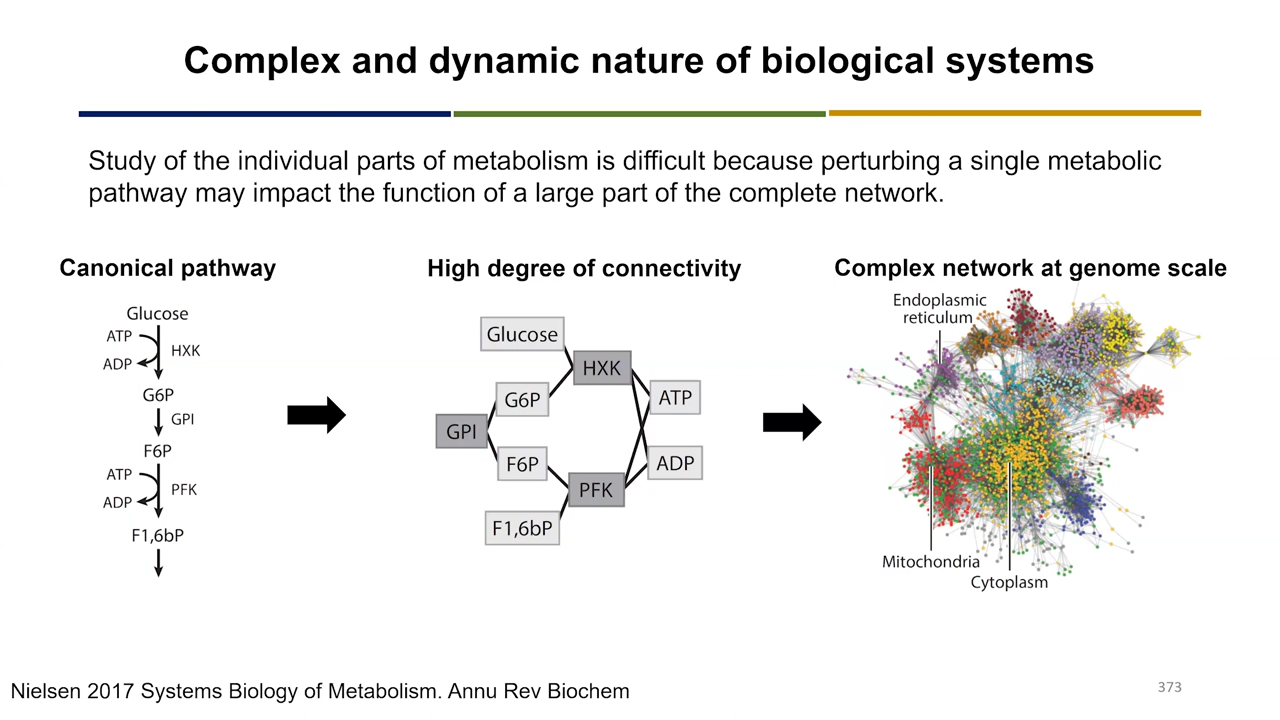 Complex and dynamic nature of biological systems
Study of the individual parts of metabolism is difficult because perturbing a single metabolic
pathway may impact the function of a large part of the complete network.
Canonical pathway
Glucose
ATP
HXK
ADP
G6P
GPI
F6P
ATP
PFK
ADP
F1,6bP
High degree of connectivity
Glucose
HXK
G6P
ATP
GPI
F6P
ADP
PFK
F1,6bP
Complex network at genome scale
Endoplasmic
reticulum
Mitochondria
Cytoplasm
Nielsen 2017 Systems Biology of Metabolism. Annu Rev Biochem
373